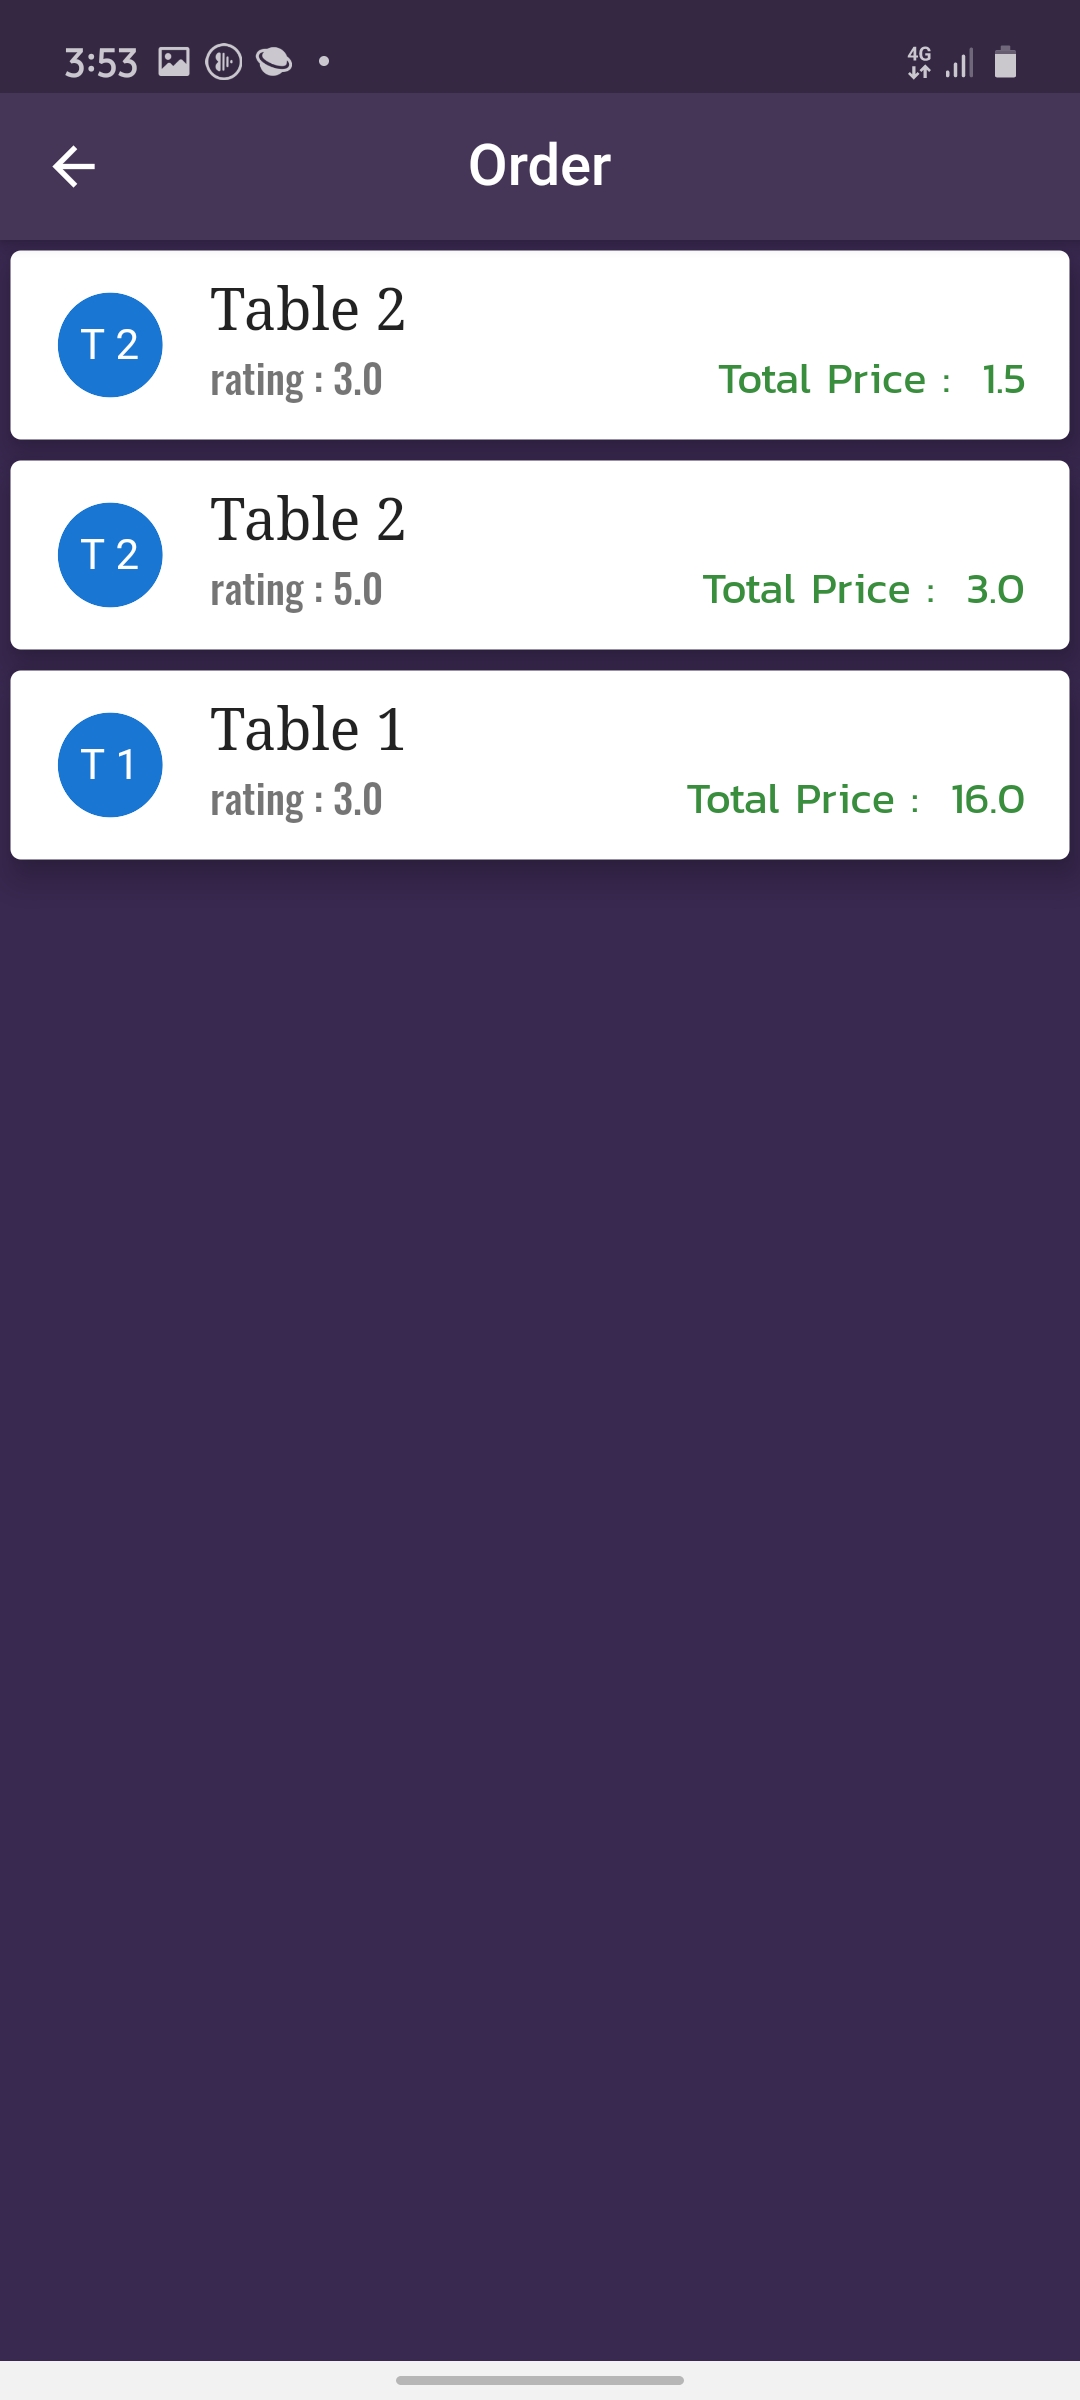 3:53
4G
Order
T 2
Table 2
rating : 3.0
Total Price : 1.5
T 2
Table 2
rating : 5.0
Total Price : 3.0
T 1
Table 1
rating : 3.0
Total Price : 16.0